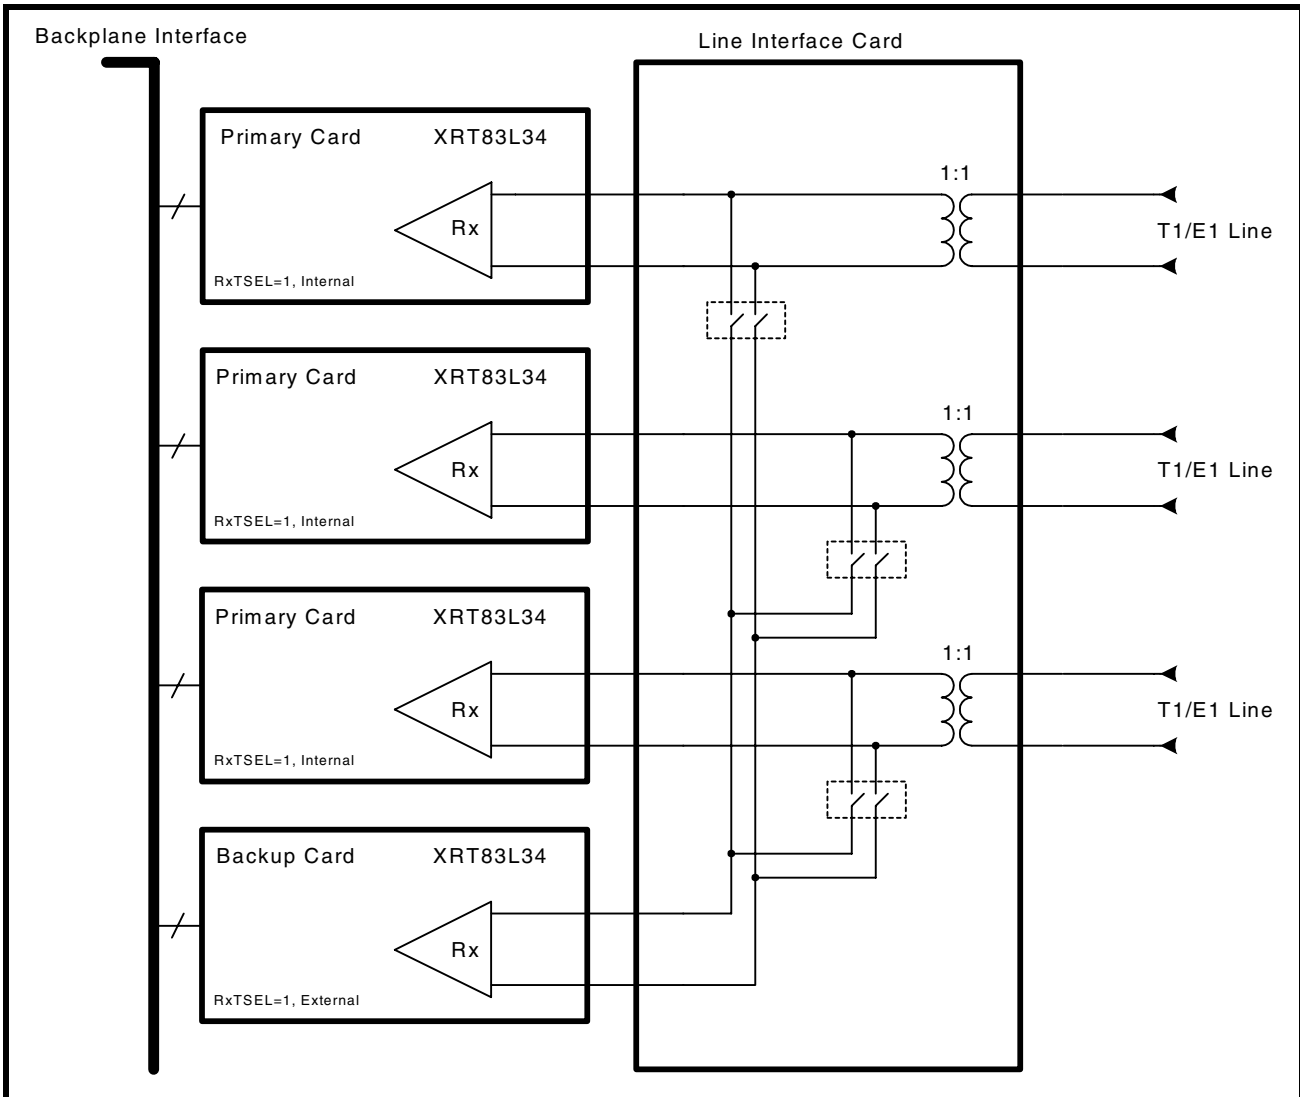 Backplane Interface
Line Interface Card
Primary Card XRT83L34
1:1
Rx
T1/E1 Line
RxTSEL=1, Internal
Primary Card XRT83L34
1:1
Rx
T1/E1 Line
RxTSEL=1, Internal
Primary Card XRT83L34
1:1
Rx
T1/E1 Line
RxTSEL=1, Internal
Backup Card XRT83L34
Rx
RxTSEL=1, External